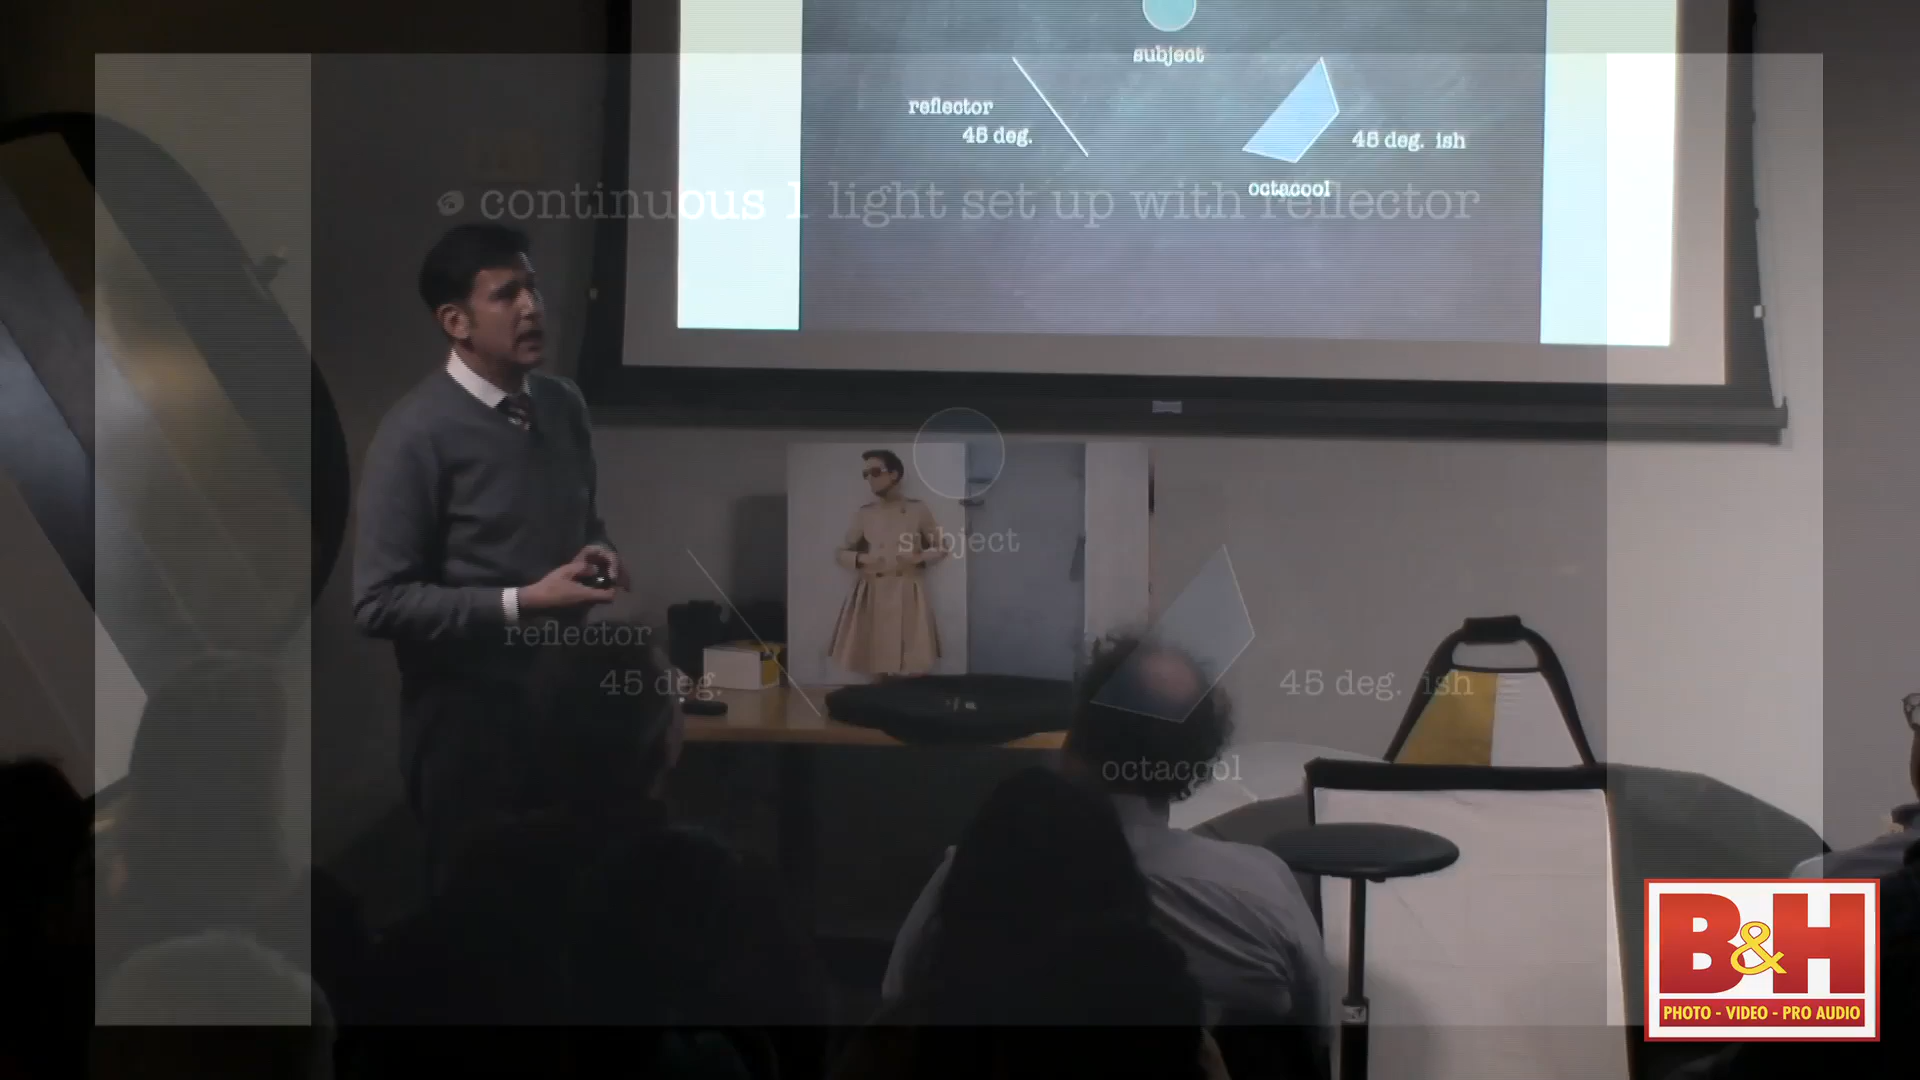 subject
reflector
45 deg.
45 deg. ish
octacool
continuous 1 light set up with reflector
subject
reflector
45 deg.
45 deg. ish
octacool
B&H
PHOTO - VIDEO - PRO AUDIO